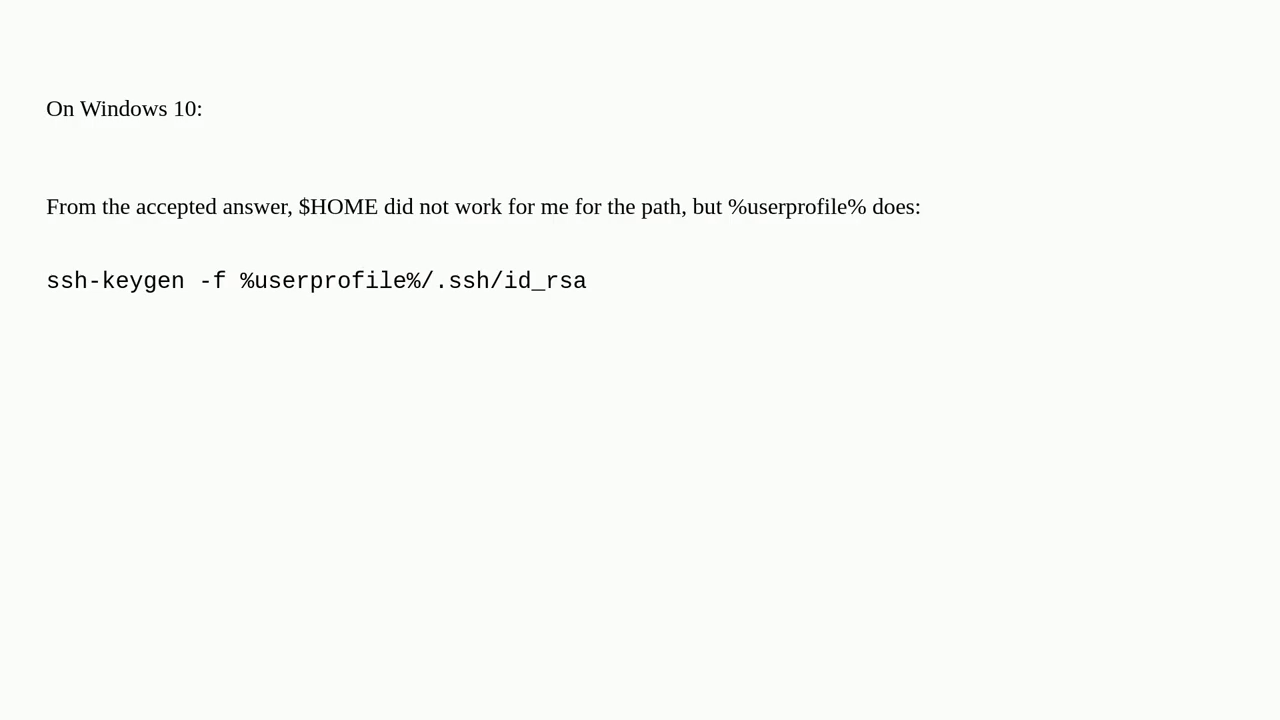 On Windows 10:
From the accepted answer, $HOME did not work for me for the path, but %userprofile% does:
ssh-keygen -f %userprofile%/.ssh/id_rsa